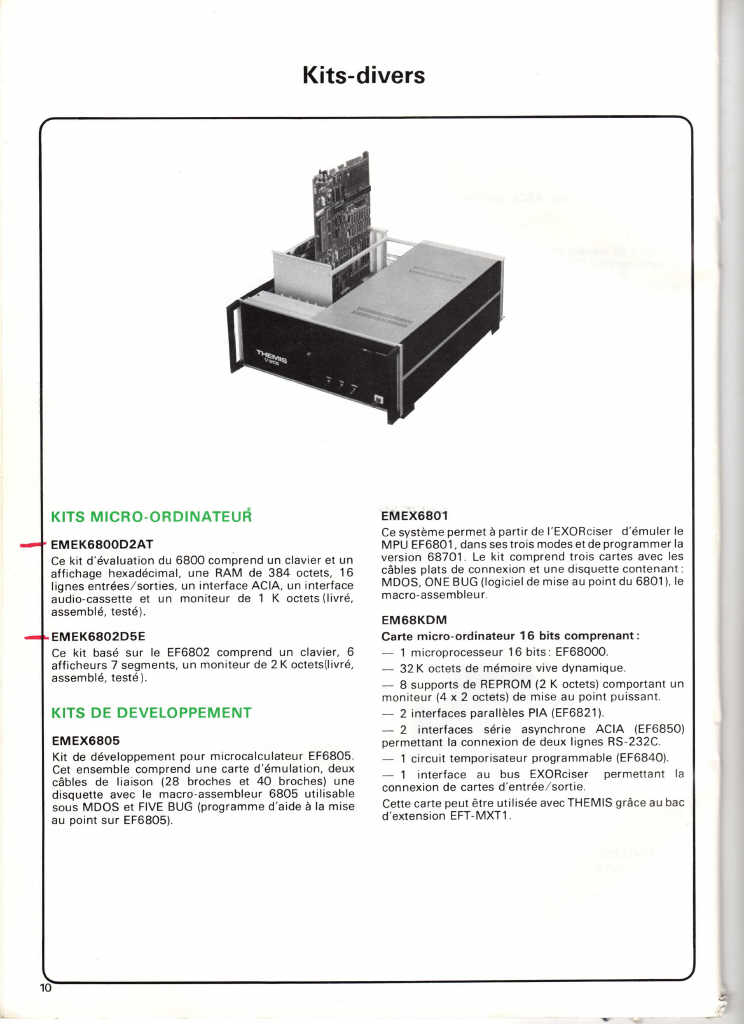 Kits-divers
THEMIS
KITS MICRO-ORDINATEUR
EMEK6800D2AT
Ce kit d'évaluation du 6800 comprend un clavier et un
affichage hexadécimal, une RAM de 384 octets, 16
lignes entrées/sorties, un interface ACIA, un interface
audio-cassette et un moniteur de 1 K octets (livré,
assemblé, testé).
EMEK6802D5E
Ce kit basé sur le EF6802 comprend un clavier, 6
afficheurs 7 segments, un moniteur de 2 K octets(livré,
assemblé, testé).
KITS DE DEVELOPPEMENT
EMEX6805
Kit de développement pour microcalculateur EF6805.
Cet ensemble comprend une carte d'émulation, deux
câbles de liaison (28 broches et 40 broches) une
disquette avec le macro-assembleur 6805 utilisable
sous MDOS et FIVE BUG (programme d'aide à la mise
au point sur EF6805).
EMEX6801
Ce système permet à partir de l'EXORciser d'émuler le
MPU EF6801, dans ses trois modes et de programmer la
version 68701. Le kit comprend trois cartes avec les
câbles plats de connexion et une disquette contenant :
MDOS, ONE BUG (logiciel de mise au point du 6801), le
macro-assembleur.
EM68KDM
Carte micro-ordinateur 16 bits comprenant :
— 1 microprocesseur 16 bits : EF68000.
— 32 K octets de mémoire vive dynamique.
— 8 supports de REPROM (2 K octets) comportant un
moniteur (4 x 2 octets) de mise au point puissant.
— 2 interfaces parallèles PIA (EF6821).
— 2 interfaces série asynchrone ACIA (EF6850)
permettant la connexion de deux lignes RS-232C.
— 1 circuit temporisateur programmable (EF6840).
— 1 interface au bus EXORciser permettant la
connexion de cartes d'entrée/sortie.
Cette carte peut être utilisée avec THEMIS grâce au bac
d'extension EFT-MXT1.
10